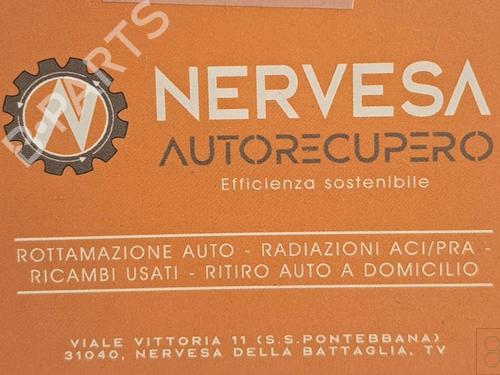 B-PARTS
N
NERVESA
AUTORECUPERO
Efficienza sostenibile
ROTTAMAZIONE AUTO - RADIAZIONI ACI/PRA -
RICAMBI USATI - RITIRO AUTO A DOMICILIO
VIALE VITTORIA 11 (S.S.PONTEBBANA)
31040, NERVESA DELLA BATTAGLIA, TV